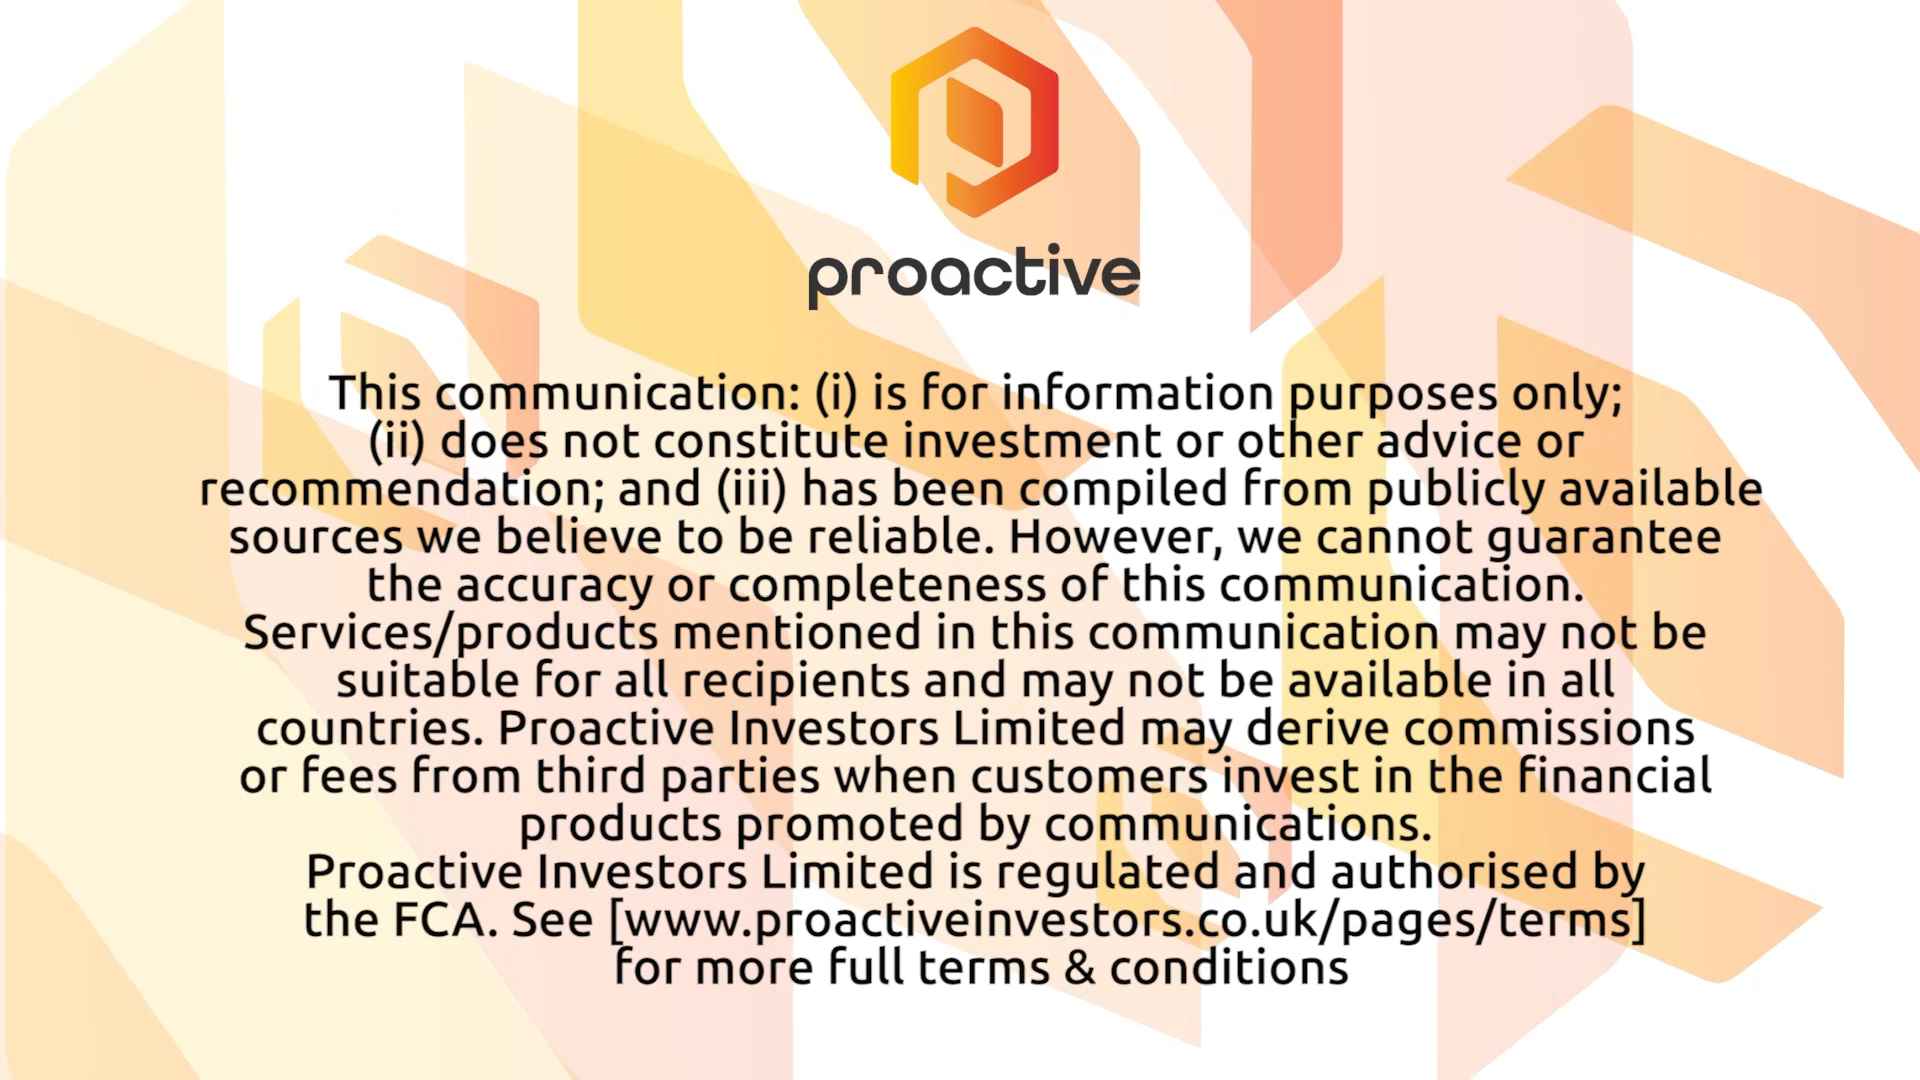 proactive
This communication: (i) is for information purposes only;
(ii) does not constitute investment or other advice or
recommendation; and (iii) has been compiled from publicly available
sources we believe to be reliable. However, we cannot guarantee
the accuracy or completeness of this communication.
Services/products mentioned in this communication may not be
suitable for all recipients and may not be available in all
countries. Proactive Investors Limited may derive commissions
or fees from third parties when customers invest in the financial
products promoted by communications.
Proactive Investors Limited is regulated and authorised by
the FCA. See [www.proactiveinvestors.co.uk/pages/terms]
for more full terms & conditions